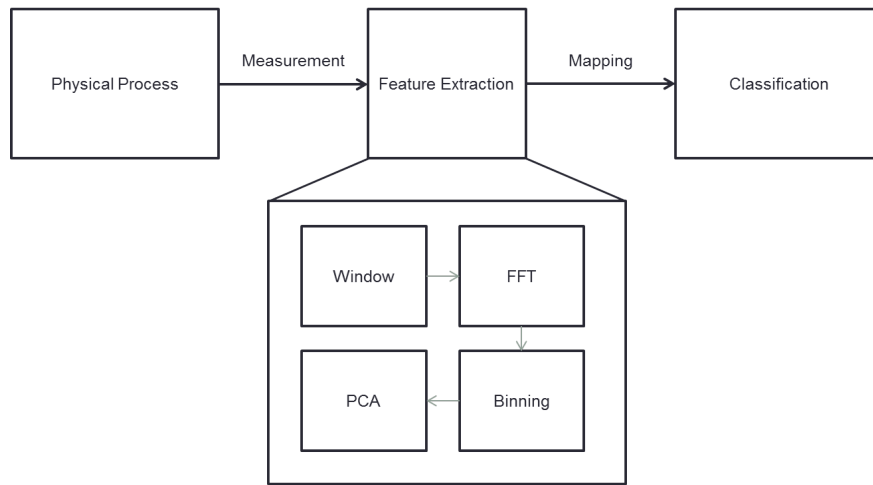 Physical Process
Measurement
Feature Extraction
Mapping
Classification
Window
FFT
PCA
Binning